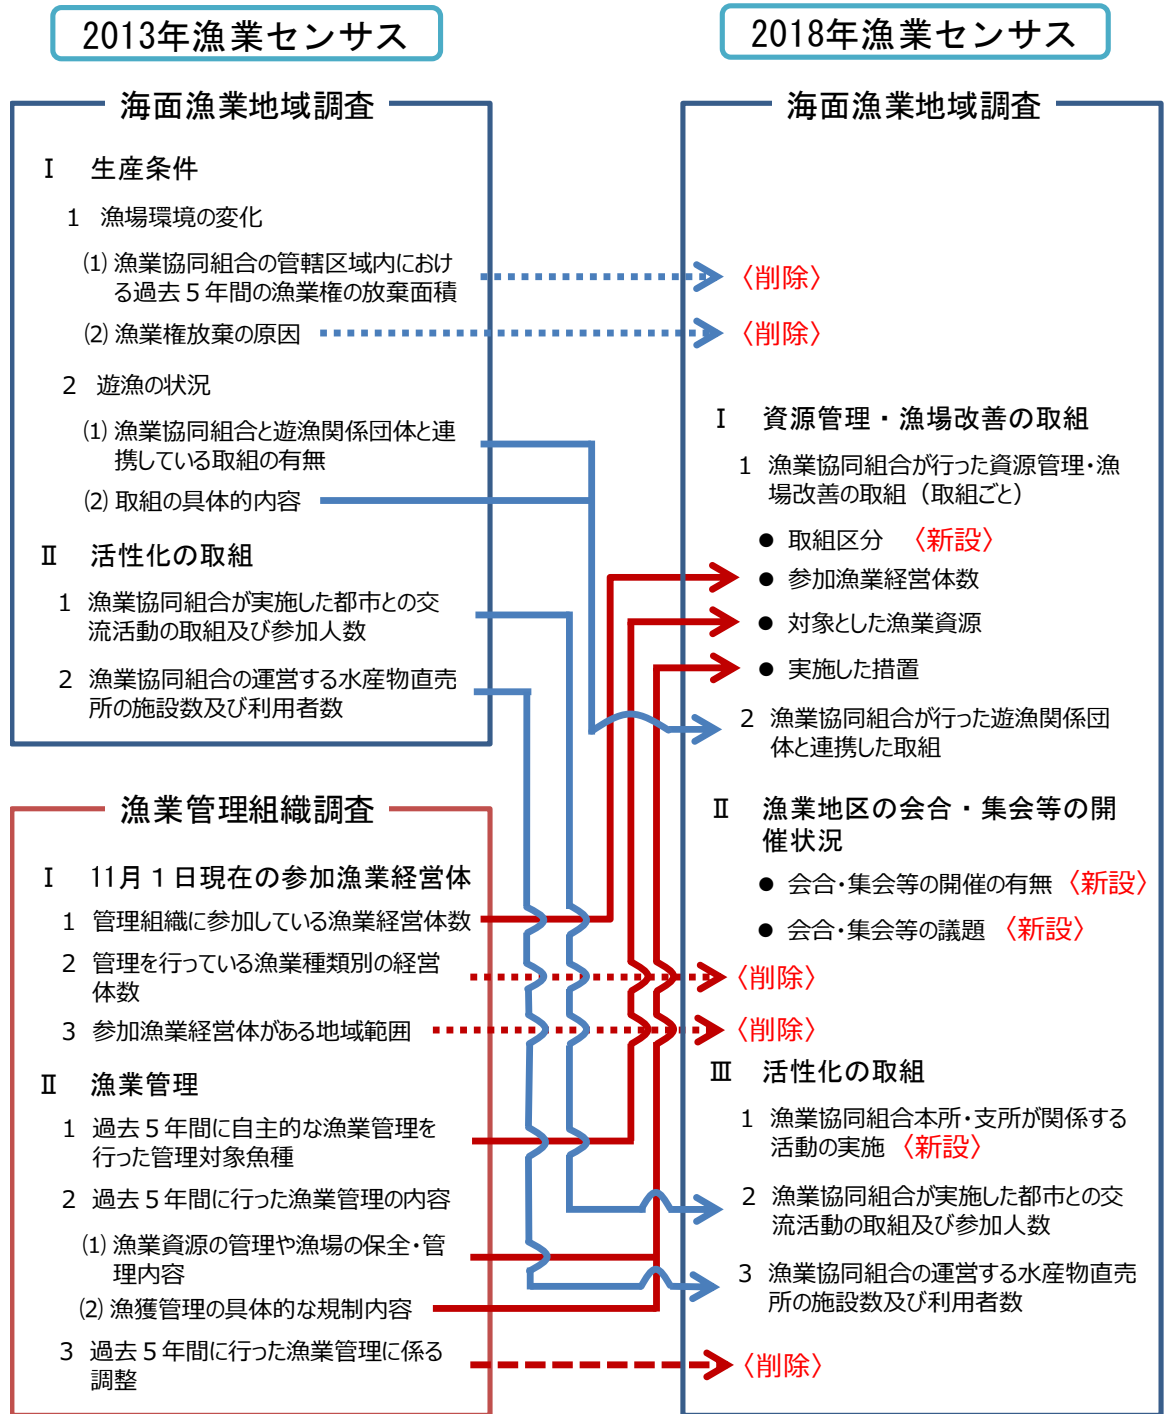 2013年漁業センサス
海面漁業地域調査
Ⅰ 生産条件
1 漁場環境の変化
⑴ 漁業協同組合の管轄区域内におけ
る過去５年間の漁業権の放棄面積
⑵ 漁業権放棄の原因
2 遊漁の状況
⑴ 漁業協同組合と遊漁関係団体と連
携している取組の有無
⑵ 取組の具体的内容
Ⅱ 活性化の取組
1 漁業協同組合が実施した都市との交
流活動の取組及び参加人数
2 漁業協同組合の運営する水産物直売
所の施設数及び利用者数
漁業管理組織調査
Ⅰ 11月１日現在の参加漁業経営体
1 管理組織に参加している漁業経営体数
2 管理を行っている漁業種類別の経営
体数
3 参加漁業経営体がある地域範囲
Ⅱ 漁業管理
1 過去５年間に自主的な漁業管理を
行った管理対象魚種
2 過去５年間に行った漁業管理の内容
⑴ 漁業資源の管理や漁場の保全・管
理内容
⑵ 漁獲管理の具体的な規制内容
3 過去５年間に行った漁業管理に係る
調整
2018年漁業センサス
海面漁業地域調査
〈削除〉
〈削除〉
Ⅰ 資源管理・漁場改善の取組
1 漁業協同組合が行った資源管理・漁
場改善の取組（取組ごと）
● 取組区分 〈新設〉
● 参加漁業経営体数
● 対象とした漁業資源
● 実施した措置
2 漁業協同組合が行った遊漁関係団
体と連携した取組
Ⅱ 漁業地区の会合・集会等の開
催状況
● 会合・集会等の開催の有無 〈新設〉
● 会合・集会等の議題 〈新設〉
〈削除〉
〈削除〉
Ⅲ 活性化の取組
1 漁業協同組合本所・支所が関係する
活動の実施 〈新設〉
2 漁業協同組合が実施した都市との交
流活動の取組及び参加人数
3 漁業協同組合の運営する水産物直売
所の施設数及び利用者数
〈削除〉